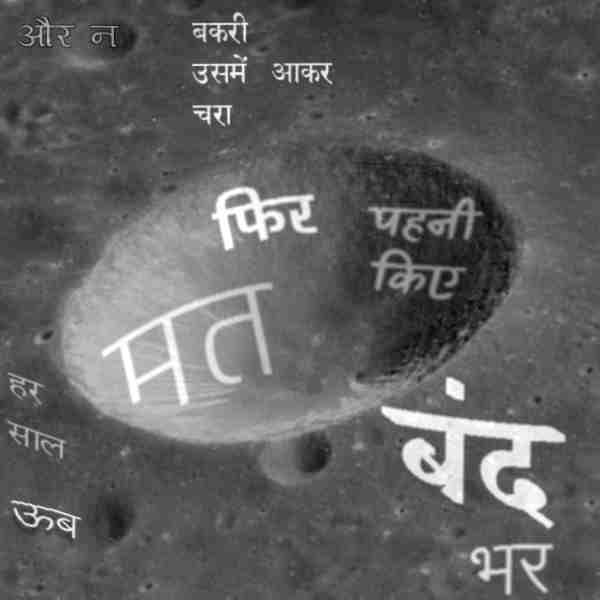 और न
बकरी
उसमें आकर
चरा
फिर
पहनी
किए
मत
हर
साल
बंद
ऊब
भर